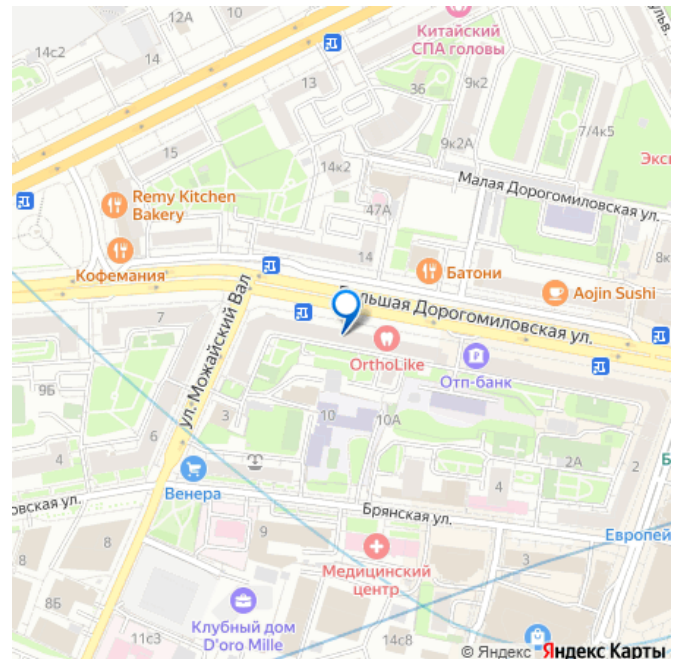 12А
14с2
Китайский
СПА головы
13
36
9к2
9к2А
7/4к5
15
14к2
Экс
Малая Дорогомиловская ул.
47А
Remy Kitchen
Bakery
Кофемания
14
Батони
8к
Aojin Sushi
Большая Дорогомиловская ул.
7
ул. Можайский Вал
OrthoLike
Отп-банк
9Б
3
10
10А
6
4
2А
2
Венера
4
Б
овская ул.
Брянская ул.
Европей
8
9
3
Медицинский
центр
8Б
Клубный дом
D'oro Mille
11с3
14с8
© Яндекс Яндекс Карты